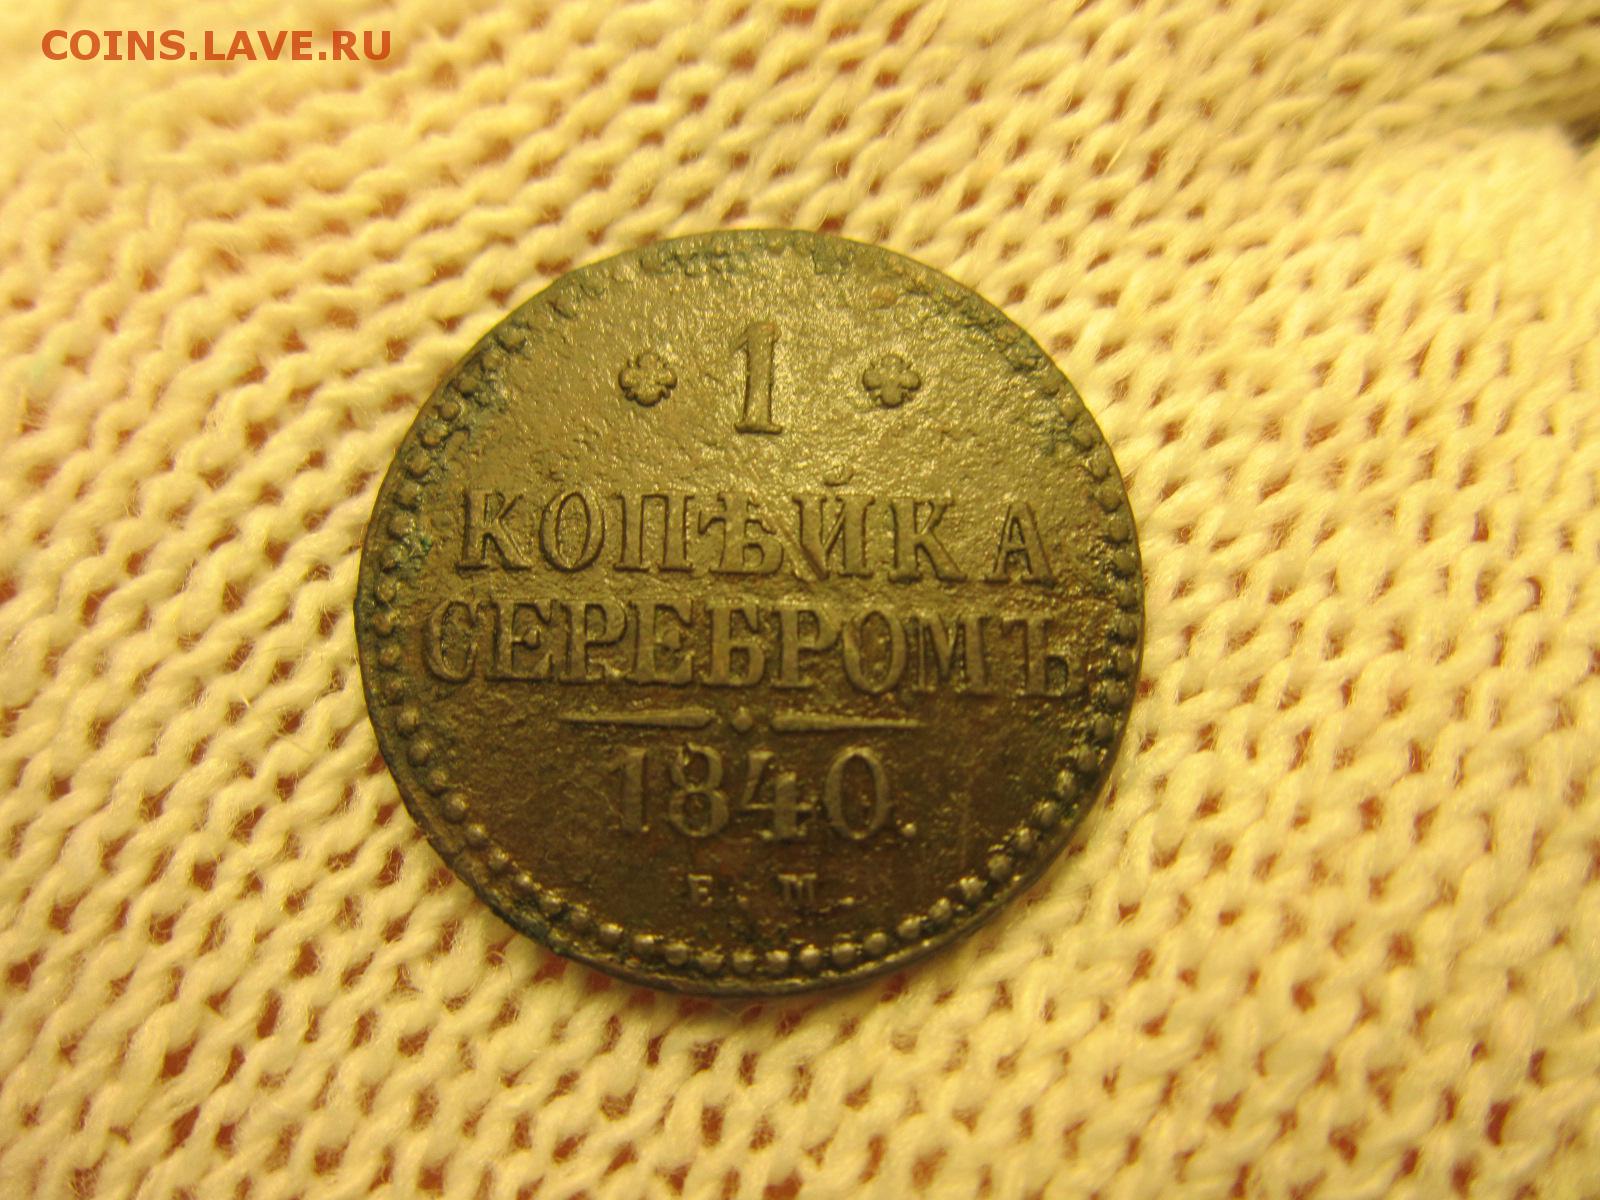 COINS.LAVE.RU
1
КОПѢЙКА
СЕРЕБРОМЪ
1840.
Е. М.